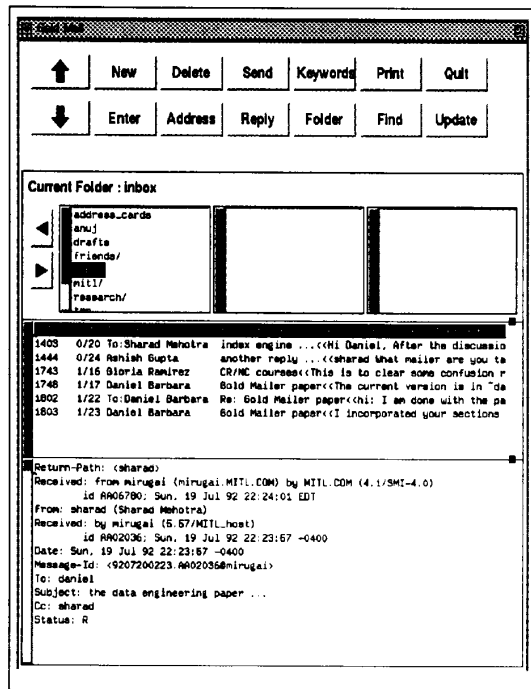 New Delete Send Keywords Print Quit
Enter Address Reply Folder Find Update
Current Folder : inbox
address_cards
anuj
drafts
friends/
mitl/
research/
1403 0/20 To:Sharad Mehotra index engine ...<<Hi Daniel, After the discussio
1444 0/24 Ashish Gupta another reply ...<<sharad What mailer are you ta
1743 1/16 Gloria Ramirez CR/NC courses<<This is to clear some confusion r
1748 1/17 Daniel Barbara Gold Mailer paper<<The current version is in ~da
1802 1/22 To:Daniel Barbara Re: Gold Mailer paper<<hi: I am done with the pa
1803 1/23 Daniel Barbara Gold Mailer paper<<I incorporated your sections
Return-Path: <sharad>
Received: from mirugai (mirugai.MITL.COM) by MITL.COM (4.1/SMI-4.0)
id AA06780; Sun, 19 Jul 92 22:24:01 EDT
From: sharad (Sharad Mehotra)
Received: by mirugai (5.57/MITL_host)
id AA02036; Sun, 19 Jul 92 22:23:57 -0400
Date: Sun, 19 Jul 92 22:23:57 -0400
Message-Id: <9207200223.AA02036@mirugai>
To: daniel
Subject: the data engineering paper ...
Cc: sharad
Status: R